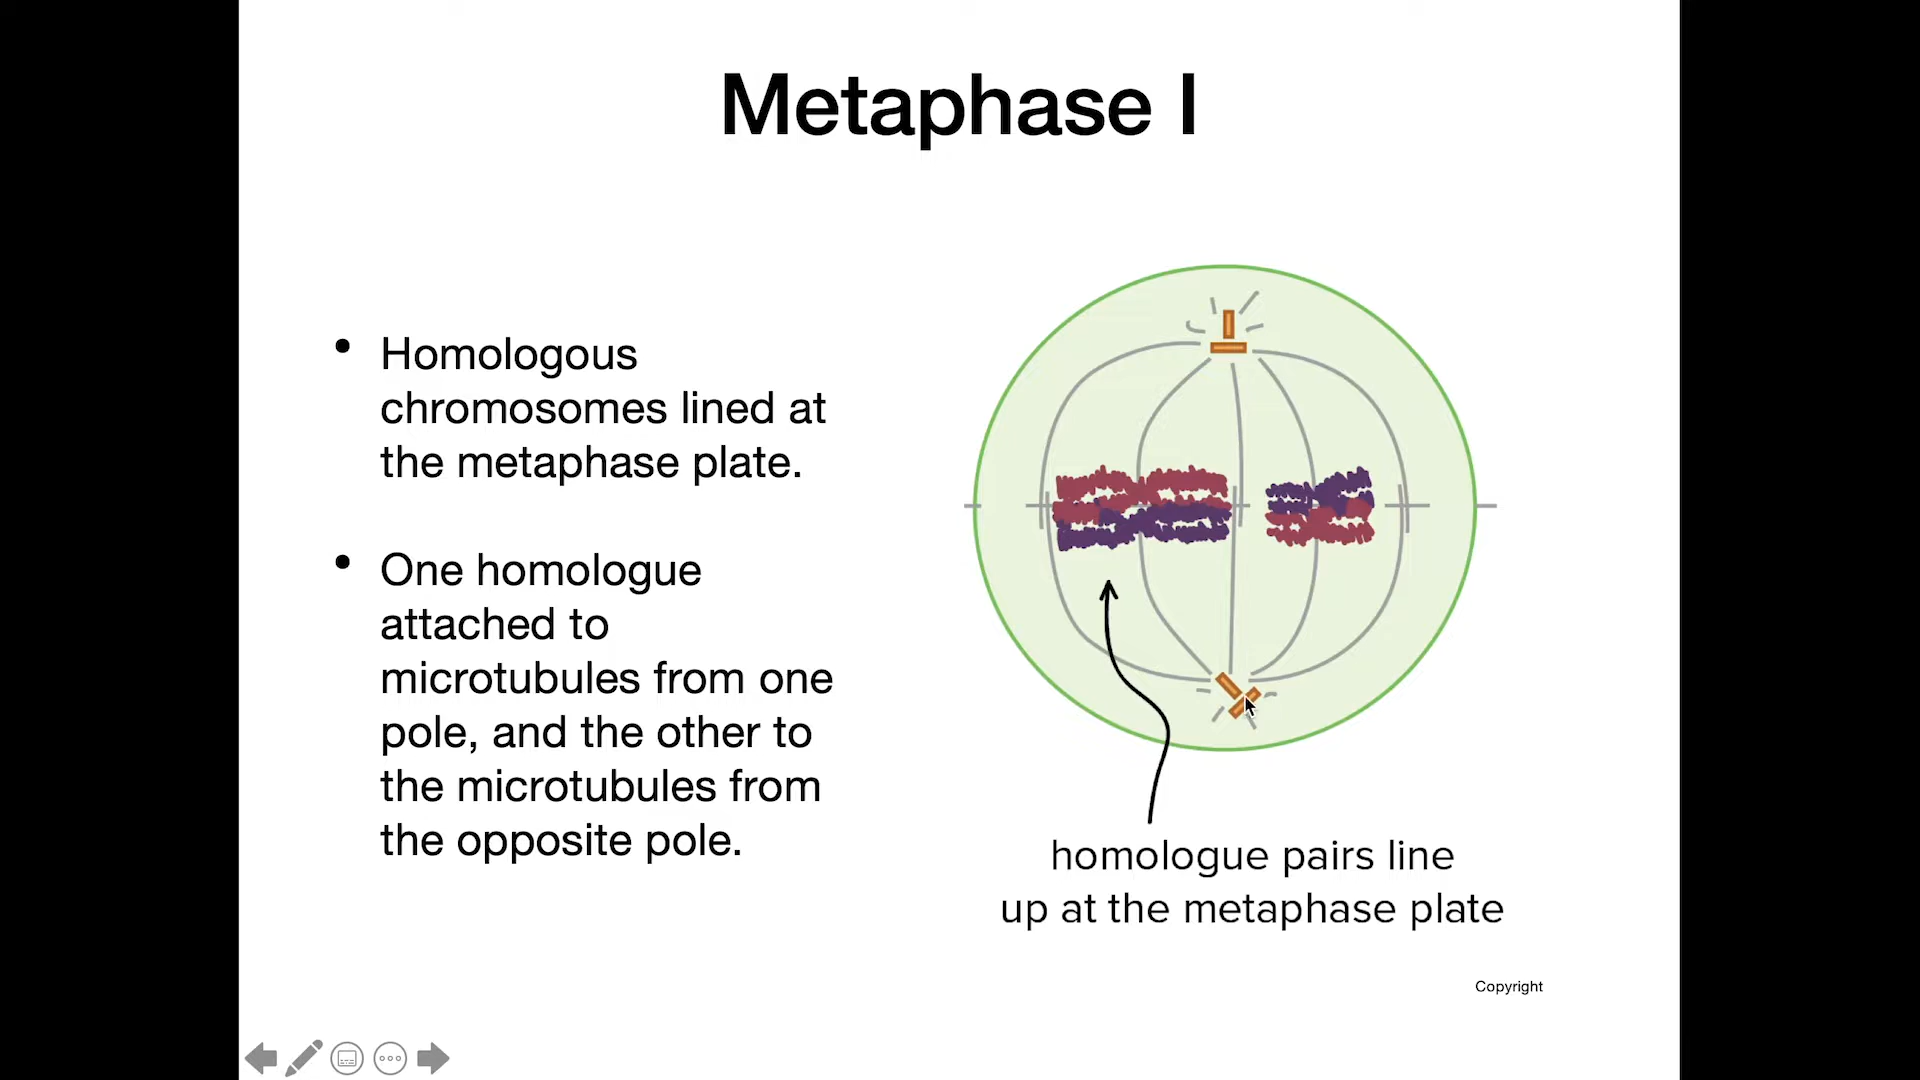 Metaphase I
• Homologous
chromosomes lined at
the metaphase plate.
• One homologue
attached to
microtubules from one
pole, and the other to
the microtubules from
the opposite pole.
homologue pairs line
up at the metaphase plate
Copyright